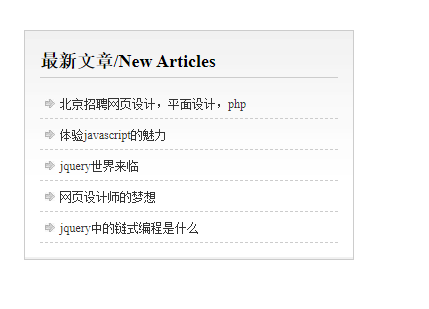 最新文章/New Articles
北京招聘网页设计，平面设计，php
体验javascript的魅力
jquery世界来临
网页设计师的梦想
jquery中的链式编程是什么